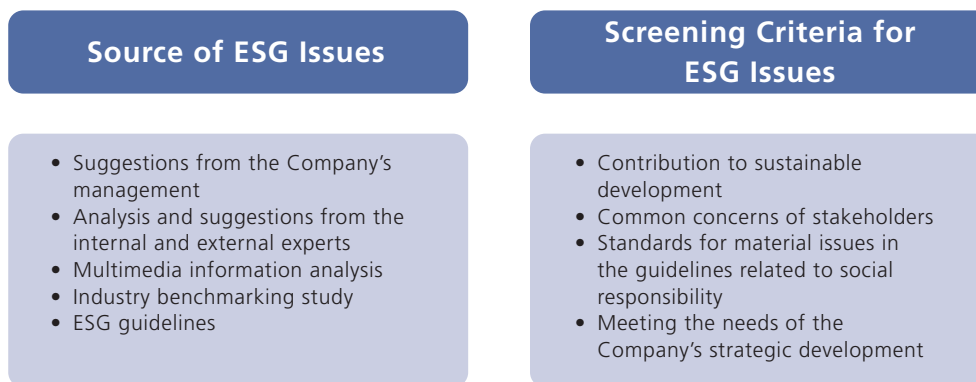 Source of ESG Issues
• Suggestions from the Company's
management
• Analysis and suggestions from the
internal and external experts
• Multimedia information analysis
• Industry benchmarking study
• ESG guidelines
Screening Criteria for
ESG Issues
• Contribution to sustainable
development
• Common concerns of stakeholders
• Standards for material issues in
the guidelines related to social
responsibility
• Meeting the needs of the
Company's strategic development